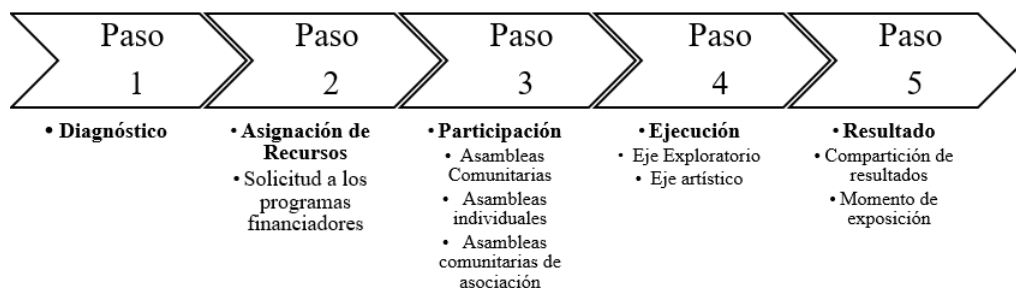 Paso
1
Paso
2
Paso
3
Paso
4
Paso
5
• Diagnóstico
• Asignación de
Recursos
• Solicitud a los
programas
financiadores
• Participación
• Asambleas
Comunitarias
• Asambleas
individuales
• Asambleas
comunitarias de
asociación
• Ejecución
• Eje Exploratorio
• Eje artístico
• Resultado
• Compartición de
resultados
• Momento de
exposición